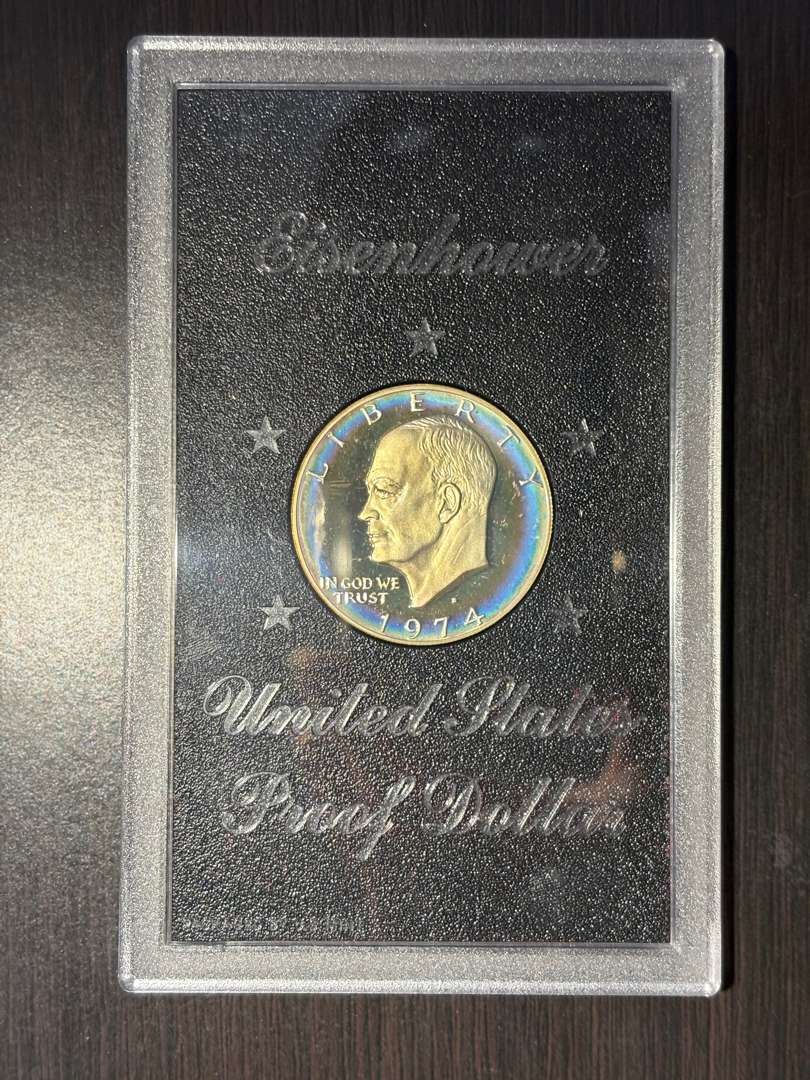 Eisenhower
LIBERTY
IN GOD WE
TRUST
1974
United States
Proof Dollar